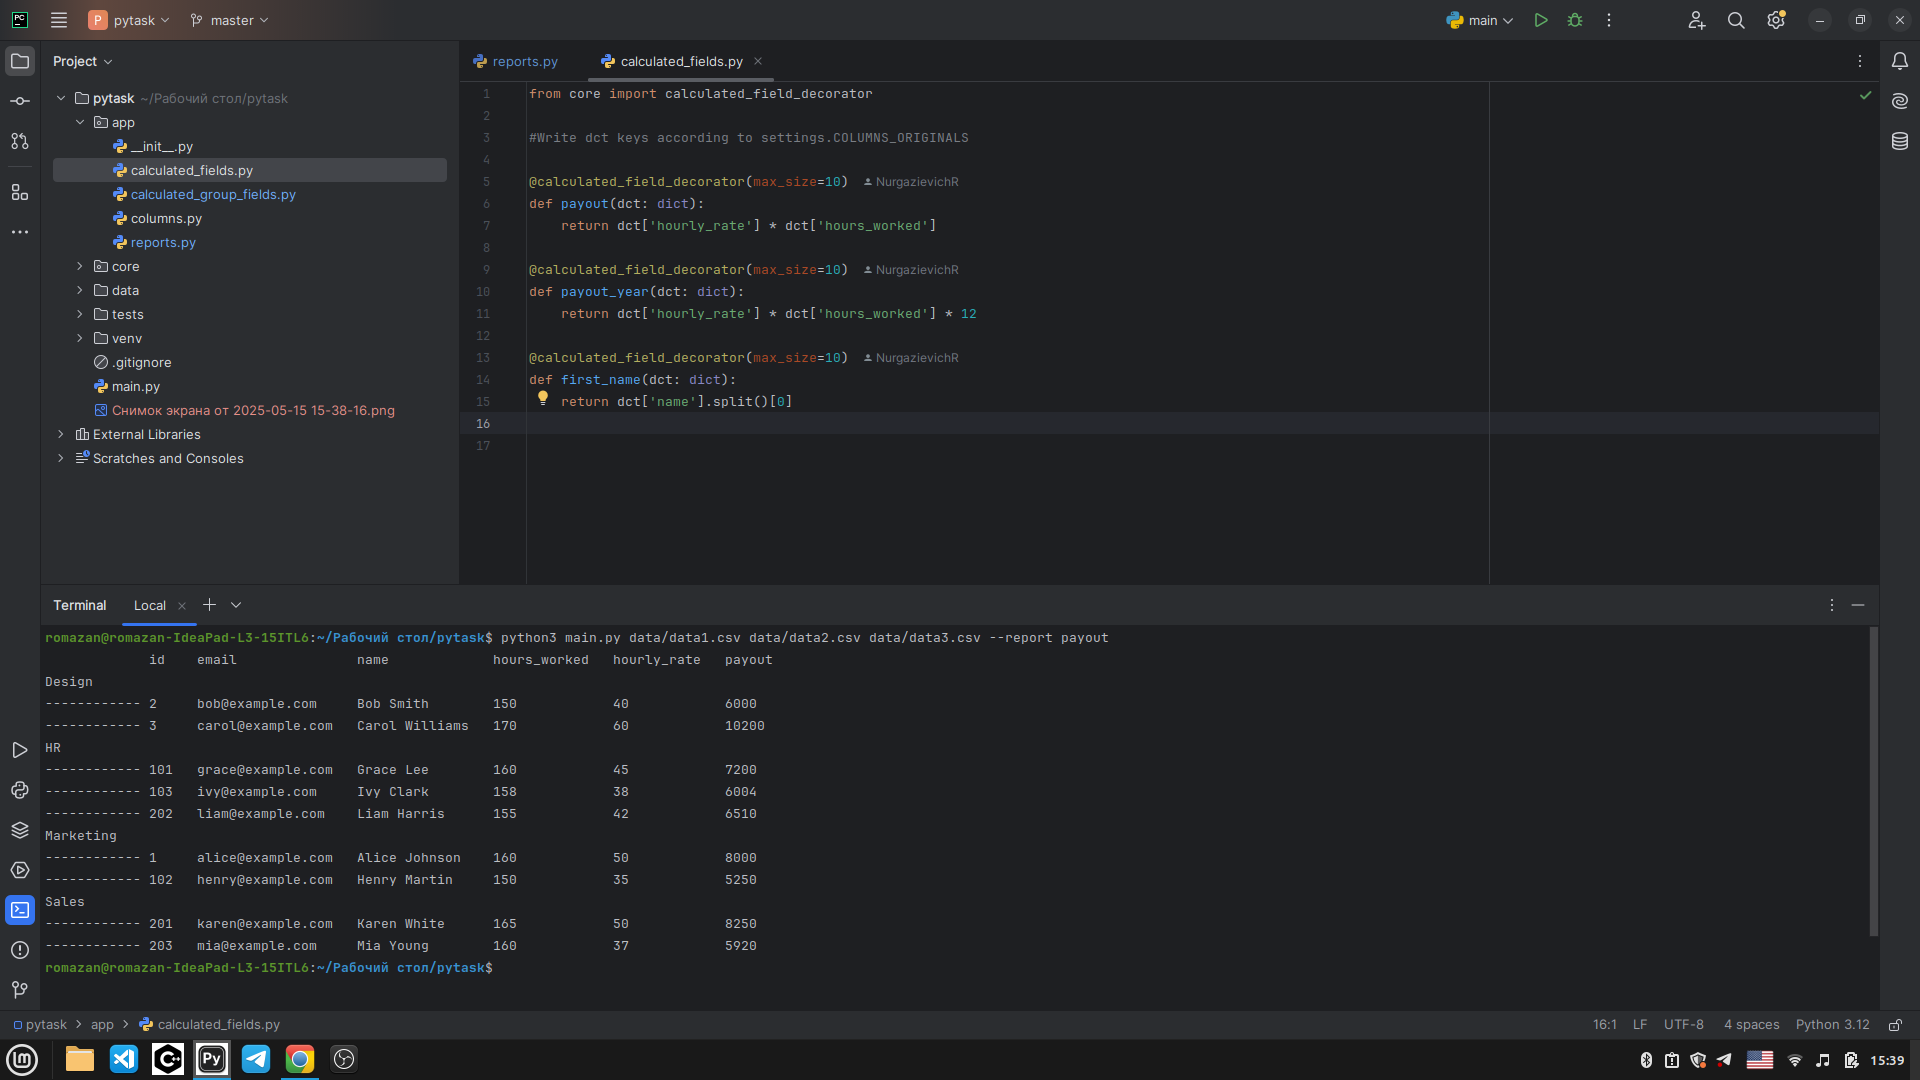 PC
P pytask
master
main
Project
reports.py
calculated_fields.py
pytask ~/Рабочий стол/pytask
app
__init__.py
calculated_fields.py
calculated_group_fields.py
columns.py
reports.py
core
data
tests
venv
.gitignore
main.py
Снимок экрана от 2025-05-15 15-38-16.png
External Libraries
Scratches and Consoles
1 from core import calculated_field_decorator
2
3 #Write dct keys according to settings.COLUMNS_ORIGINALS
4
5 @calculated_field_decorator(max_size=10) NurgazievichR
6 def payout(dct: dict):
7 return dct['hourly_rate'] * dct['hours_worked']
8
9 @calculated_field_decorator(max_size=10) NurgazievichR
10 def payout_year(dct: dict):
11 return dct['hourly_rate'] * dct['hours_worked'] * 12
12
13 @calculated_field_decorator(max_size=10) NurgazievichR
14 def first_name(dct: dict):
15 return dct['name'].split()[0]
16
17
Terminal Local
romazan@romazan-IdeaPad-L3-15ITL6:~/Рабочий стол/pytask$ python3 main.py data/data1.csv data/data2.csv data/data3.csv --report payout
id email name hours_worked hourly_rate payout
Design
------------ 2 bob@example.com Bob Smith 150 40 6000
------------ 3 carol@example.com Carol Williams 170 60 10200
HR
------------ 101 grace@example.com Grace Lee 160 45 7200
------------ 103 ivy@example.com Ivy Clark 158 38 6004
------------ 202 liam@example.com Liam Harris 155 42 6510
Marketing
------------ 1 alice@example.com Alice Johnson 160 50 8000
------------ 102 henry@example.com Henry Martin 150 35 5250
Sales
------------ 201 karen@example.com Karen White 165 50 8250
------------ 203 mia@example.com Mia Young 160 37 5920
romazan@romazan-IdeaPad-L3-15ITL6:~/Рабочий стол/pytask$
pytask > app > calculated_fields.py
16:1 LF UTF-8 4 spaces Python 3.12
C++
Py
15:39